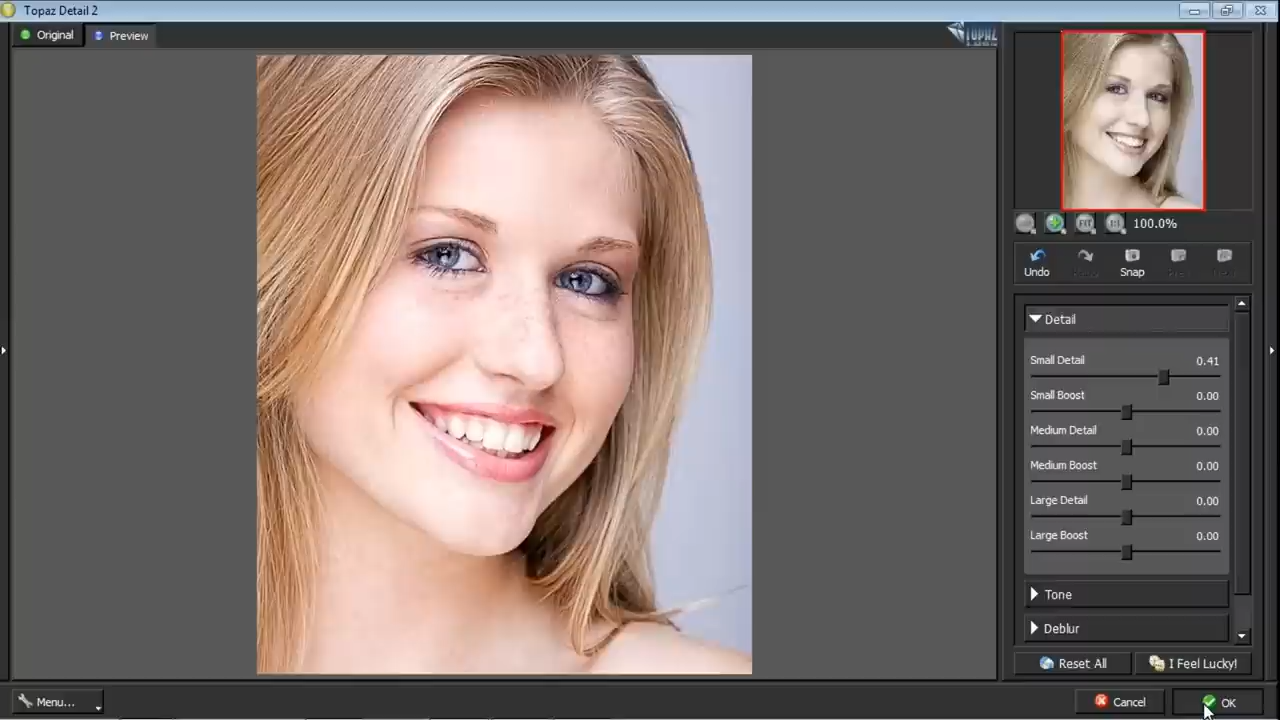 Topaz Detail 2
Original
Preview
TOPAZ
100.0%
Undo
Snap
Detail
Small Detail 0.41
Small Boost 0.00
Medium Detail 0.00
Medium Boost 0.00
Large Detail 0.00
Large Boost 0.00
Tone
Deblur
Reset All
I Feel Lucky!
Menu...
Cancel
OK